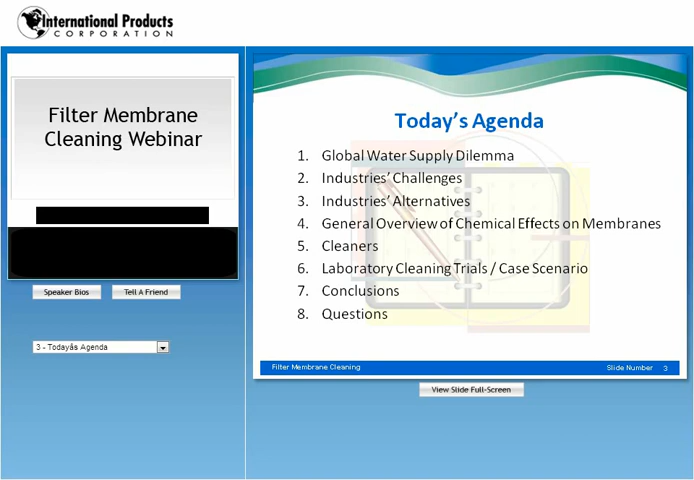 International Products
CORPORATION
Filter Membrane
Cleaning Webinar
Speaker Bios
Tell A Friend
3 - Todayâs Agenda
Today's Agenda
1. Global Water Supply Dilemma
2. Industries' Challenges
3. Industries' Alternatives
4. General Overview of Chemical Effects on Membranes
5. Cleaners
6. Laboratory Cleaning Trials / Case Scenario
7. Conclusions
8. Questions
Filter Membrane Cleaning
Slide Number 3
View Slide Full-Screen